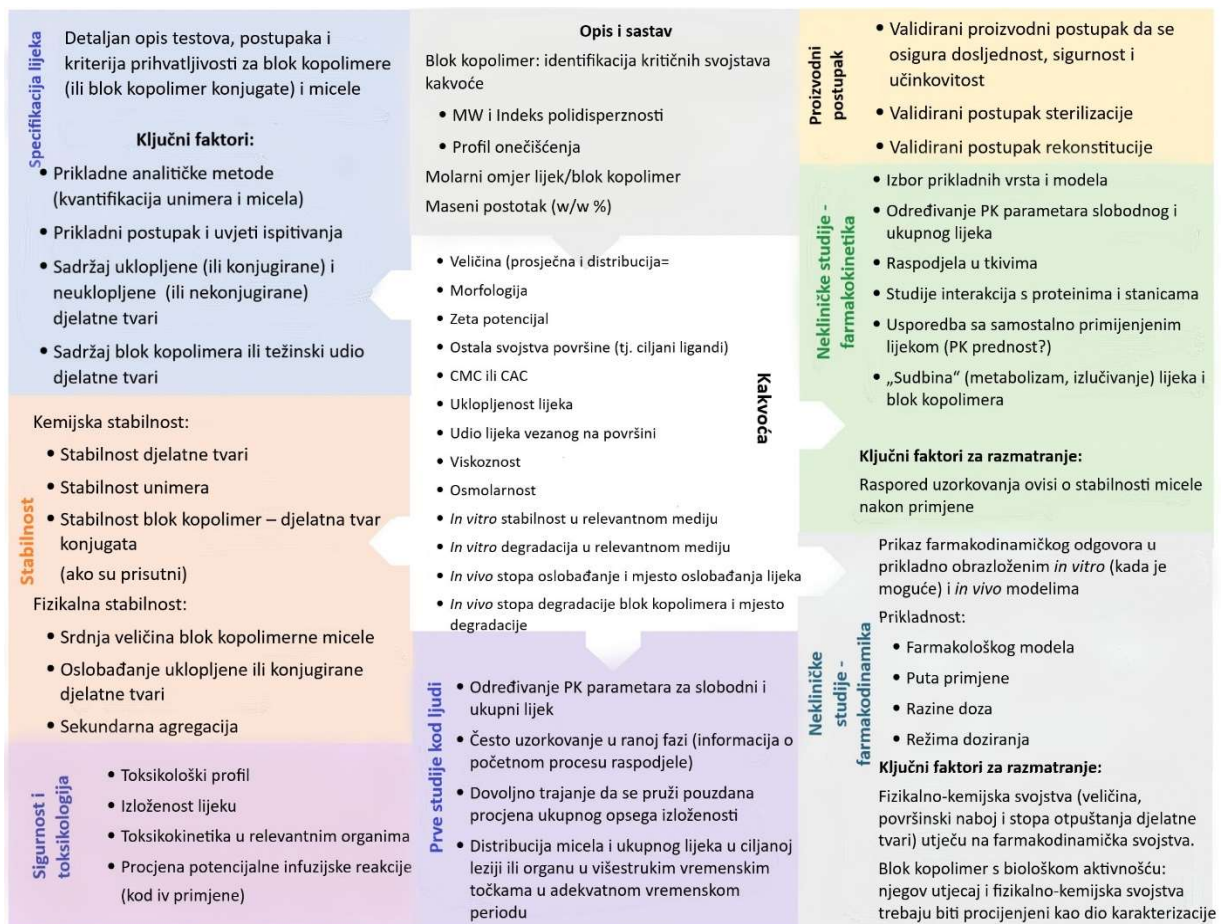 Specifikacija lijeka
Detaljan opis testova, postupaka i
kriterija prihvatljivosti za blok kopolimere
(ili blok kopolimer konjugate) i micele
Ključni faktori:
• Prikladne analitičke metode
(kvantifikacija unimera i micela)
• Prikladni postupak i uvjeti ispitivanja
• Sadržaj uklopljene (ili konjugirane) i
neuklopljene (ili nekonjugirane)
djelatne tvari
• Sadržaj blok kopolimera ili težinski udio
djelatne tvari
Stabilnost
Kemijska stabilnost:
• Stabilnost djelatne tvari
• Stabilnost unimera
• Stabilnost blok kopolimer – djelatna tvar
konjugata
(ako su prisutni)
Fizikalna stabilnost:
• Srdnja veličina blok kopolimerne micele
• Oslobađanje uklopljene ili konjugirane
djelatne tvari
• Sekundarna agregacija
Sigurnost i
toksikologija
• Toksikološki profil
• Izloženost lijeku
• Toksikokinetika u relevantnim organima
• Procjena potencijalne infuzijske reakcije
(kod iv primjene)
Opis i sastav
Blok kopolimer: identifikacija kritičnih svojstava
kakvoće
• MW i Indeks polidisperznosti
• Profil onečišćenja
Molarni omjer lijek/blok kopolimer
Maseni postotak (w/w %)
Kakvoća
• Veličina (prosječna i distribucija=
• Morfologija
• Zeta potencijal
• Ostala svojstva površine (tj. ciljani ligandi)
• CMC ili CAC
• Uklopljenost lijeka
• Udio lijeka vezanog na površini
• Viskoznost
• Osmolarnost
• In vitro stabilnost u relevantnom mediju
• In vitro degradacija u relevantnom mediju
• In vivo stopa oslobađanje i mjesto oslobađanja lijeka
• In vivo stopa degradacije blok kopolimera i mjesto
degradacije
Prve studije kod ljudi
• Određivanje PK parametara za slobodni i
ukupni lijek
• Često uzorkovanje u ranoj fazi (informacija o
početnom procesu raspodjele)
• Dovoljno trajanje da se pruži pouzdana
procjena ukupnog opsega izloženosti
• Distribucija micela i ukupnog lijeka u ciljanoj
leziji ili organu u višestrukim vremenskim
točkama u adekvatnom vremenskom
periodu
Proizvodni
postupak
• Validirani proizvodni postupak da se
osigura dosljednost, sigurnost i
učinkovitost
• Validirani postupak sterilizacije
• Validirani postupak rekonstitucije
Nekliničke studije -
farmakokinetika
• Izbor prikladnih vrsta i modela
• Određivanje PK parametara slobodnog i
ukupnog lijeka
• Raspodjela u tkivima
• Studije interakcija s proteinima i stanicama
• Usporedba sa samostalno primijenjenim
lijekom (PK prednost?)
• „Sudbina“ (metabolizam, izlučivanje) lijeka i
blok kopolimera
Ključni faktori za razmatranje:
Raspored uzorkovanja ovisi o stabilnosti micele
nakon primjene
Nekliničke
studije -
farmakodinamika
Prikaz farmakodinamičkog odgovora u
prikladno obrazloženim in vitro (kada je
moguće) i in vivo modelima
Prikladnost:
• Farmakološkog modela
• Puta primjene
• Razine doza
• Režima doziranja
Ključni faktori za razmatranje:
Fizikalno-kemijska svojstva (veličina,
površinski naboj i stopa otpuštanja djelatne
tvari) utječu na farmakodinamička svojstva.
Blok kopolimer s biološkom aktivnošću:
njegov utjecaj i fizikalno-kemijska svojstva
trebaju biti procijenjeni kao dio karakterizacije